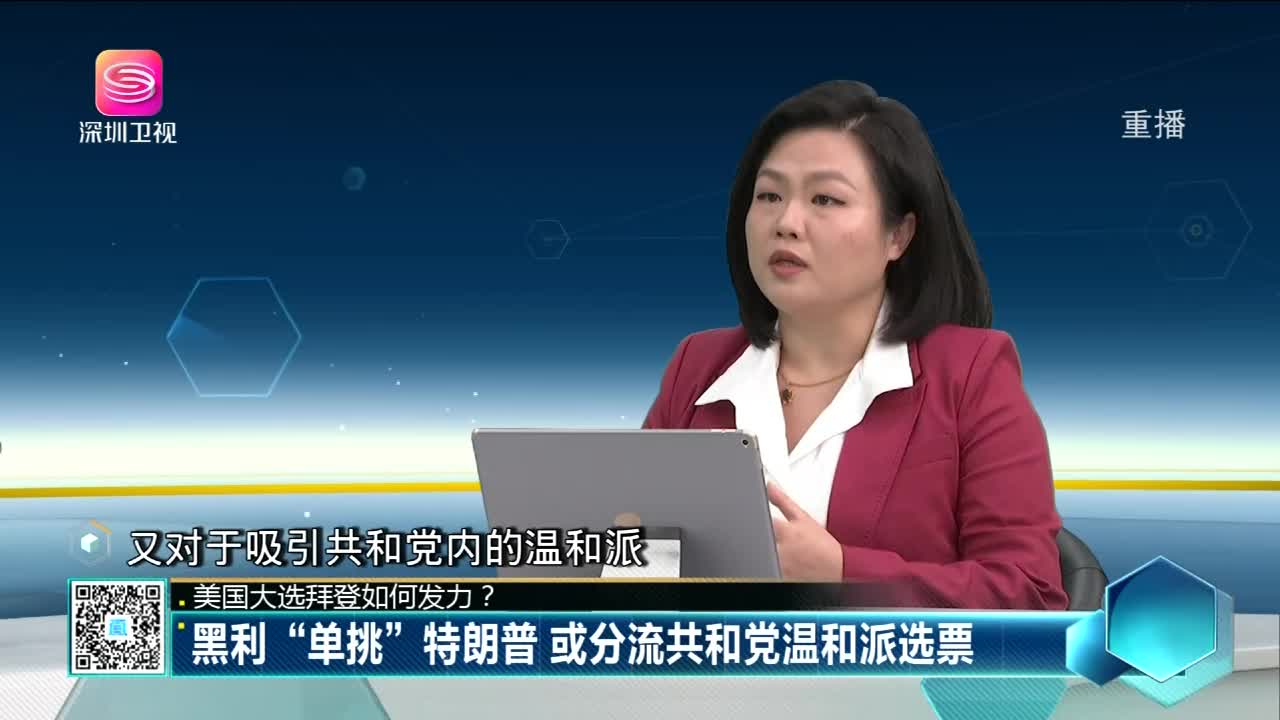 深圳卫视
重播
又对于吸引共和党内的温和派
美国大选拜登如何发力？
黑利“单挑”特朗普 或分流共和党温和派选票